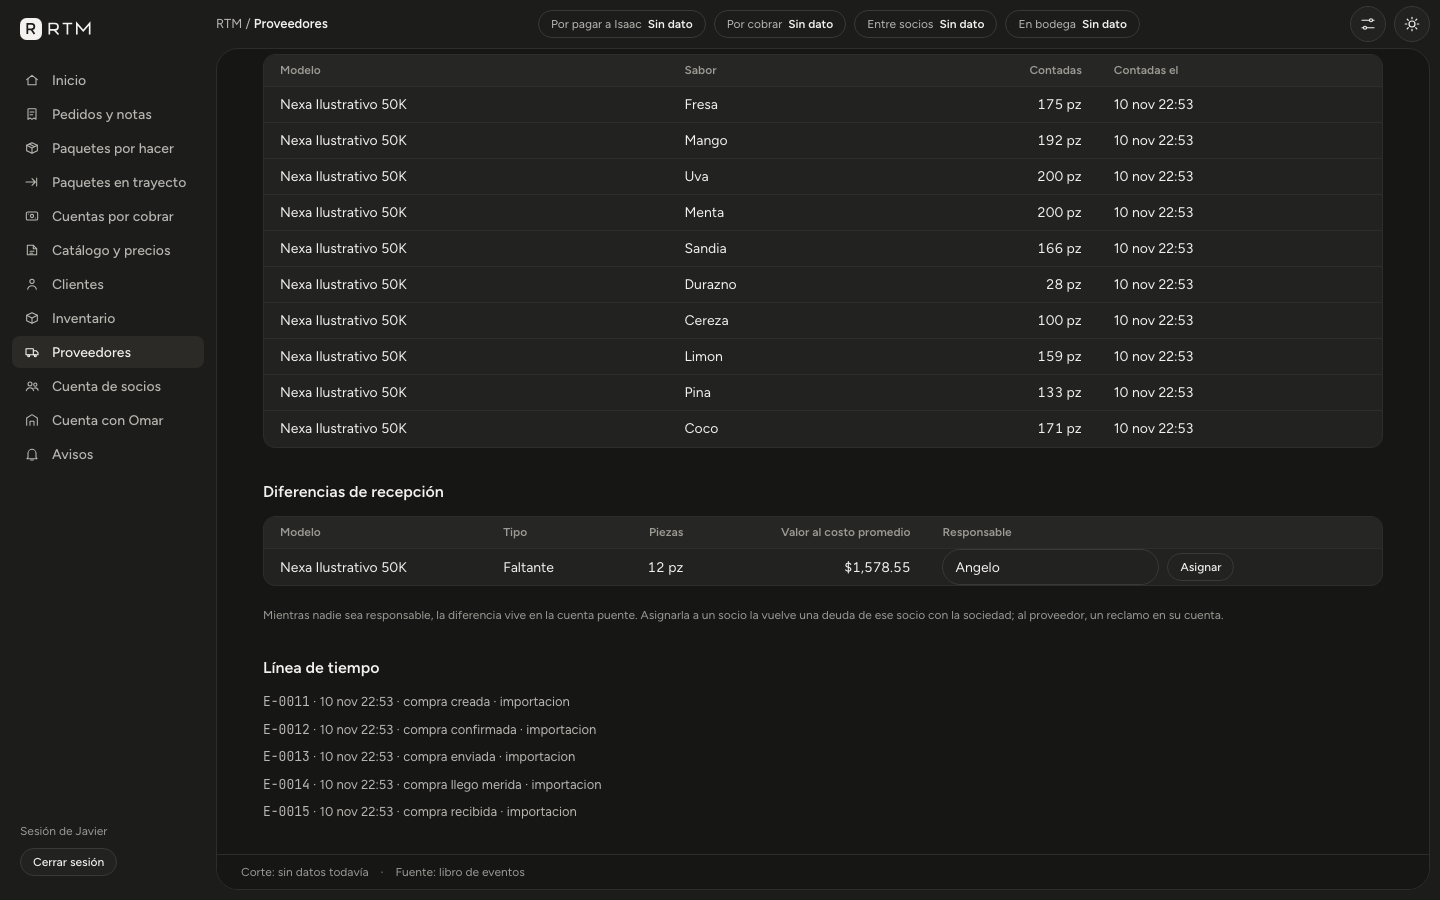 R RTM
RTM / Proveedores
Por pagar a Isaac Sin dato
Por cobrar Sin dato
Entre socios Sin dato
En bodega Sin dato
Inicio
Pedidos y notas
Paquetes por hacer
Paquetes en trayecto
Cuentas por cobrar
Catálogo y precios
Clientes
Inventario
Proveedores
Cuenta de socios
Cuenta con Omar
Avisos
Sesión de Javier
Cerrar sesión
Modelo Sabor Contadas Contadas el
Nexa Ilustrativo 50K Fresa 175 pz 10 nov 22:53
Nexa Ilustrativo 50K Mango 192 pz 10 nov 22:53
Nexa Ilustrativo 50K Uva 200 pz 10 nov 22:53
Nexa Ilustrativo 50K Menta 200 pz 10 nov 22:53
Nexa Ilustrativo 50K Sandia 166 pz 10 nov 22:53
Nexa Ilustrativo 50K Durazno 28 pz 10 nov 22:53
Nexa Ilustrativo 50K Cereza 100 pz 10 nov 22:53
Nexa Ilustrativo 50K Limon 159 pz 10 nov 22:53
Nexa Ilustrativo 50K Pina 133 pz 10 nov 22:53
Nexa Ilustrativo 50K Coco 171 pz 10 nov 22:53
Diferencias de recepción
Modelo Tipo Piezas Valor al costo promedio Responsable
Nexa Ilustrativo 50K Faltante 12 pz $1,578.55 Angelo Asignar
Mientras nadie sea responsable, la diferencia vive en la cuenta puente. Asignarla a un socio la vuelve una deuda de ese socio con la sociedad; al proveedor, un reclamo en su cuenta.
Línea de tiempo
E-0011 · 10 nov 22:53 · compra creada · importacion
E-0012 · 10 nov 22:53 · compra confirmada · importacion
E-0013 · 10 nov 22:53 · compra enviada · importacion
E-0014 · 10 nov 22:53 · compra llego merida · importacion
E-0015 · 10 nov 22:53 · compra recibida · importacion
Corte: sin datos todavía · Fuente: libro de eventos